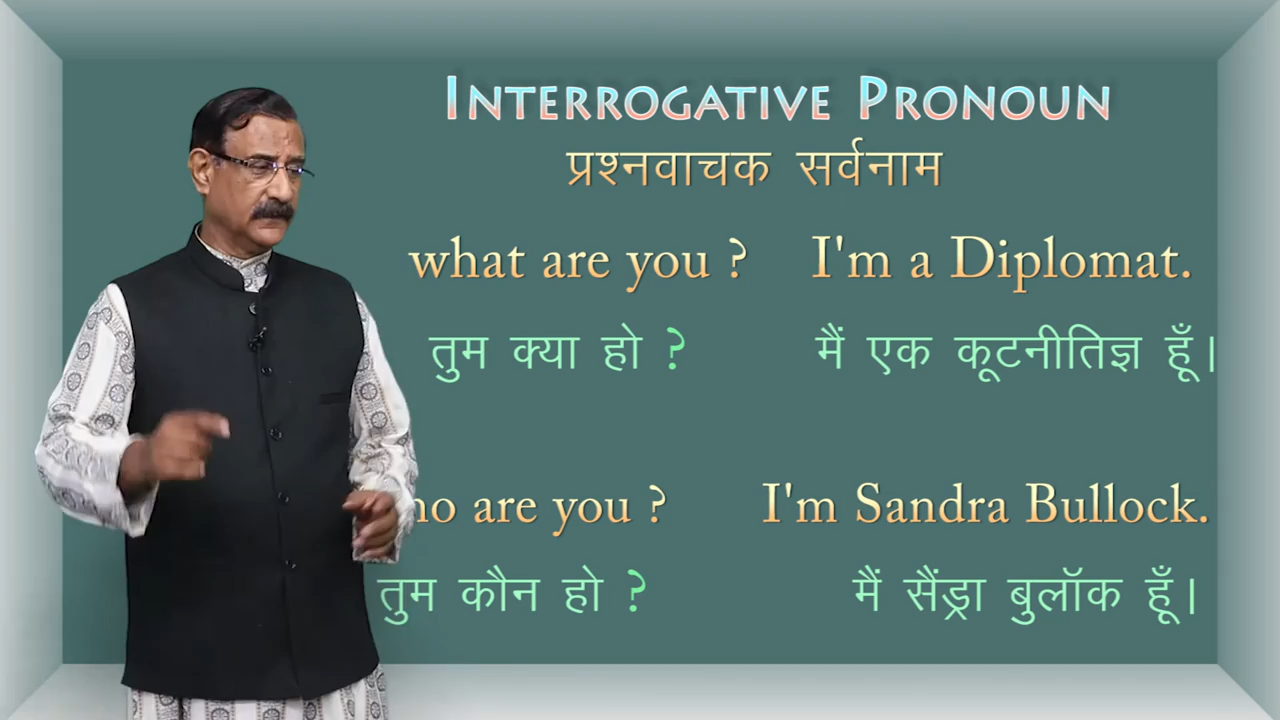 INTERROGATIVE PRONOUN
प्रश्नवाचक सर्वनाम
what are you ? I'm a Diplomat.
तुम क्या हो ? मैं एक कूटनीतिज्ञ हूँ।
are you ? I'm Sandra Bullock.
तुम कौन हो ? मैं सैंड्रा बुलॉक हूँ।